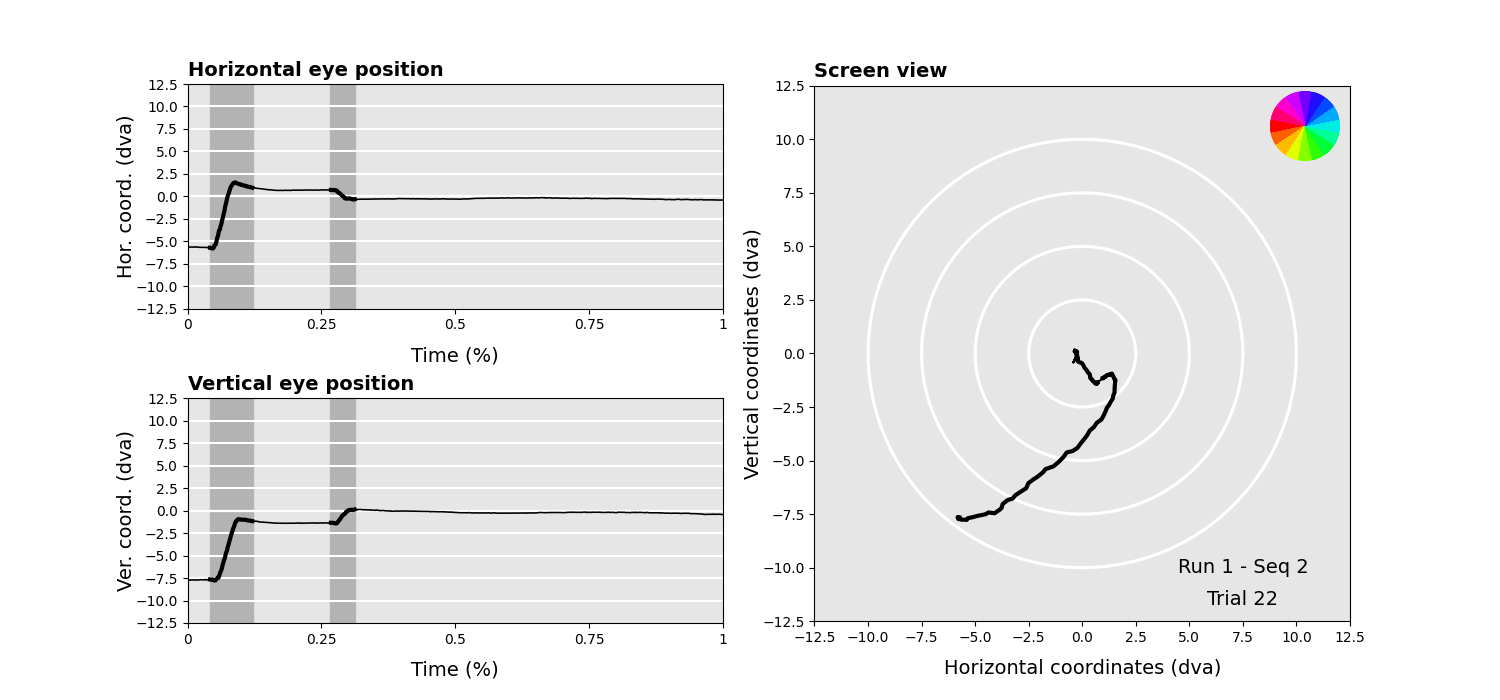 Horizontal eye position
Hor. coord. (dva)
12.5
10.0
7.5
5.0
2.5
0.0
−2.5
−5.0
−7.5
−10.0
−12.5
0 0.25 0.5 0.75 1
Time (%)
Vertical eye position
Ver. coord. (dva)
12.5
10.0
7.5
5.0
2.5
0.0
−2.5
−5.0
−7.5
−10.0
−12.5
0 0.25 0.5 0.75 1
Time (%)
Screen view
Vertical coordinates (dva)
12.5
10.0
7.5
5.0
2.5
0.0
−2.5
−5.0
−7.5
−10.0
−12.5
Run 1 - Seq 2
Trial 22
−12.5 −10.0 −7.5 −5.0 −2.5 0.0 2.5 5.0 7.5 10.0 12.5
Horizontal coordinates (dva)